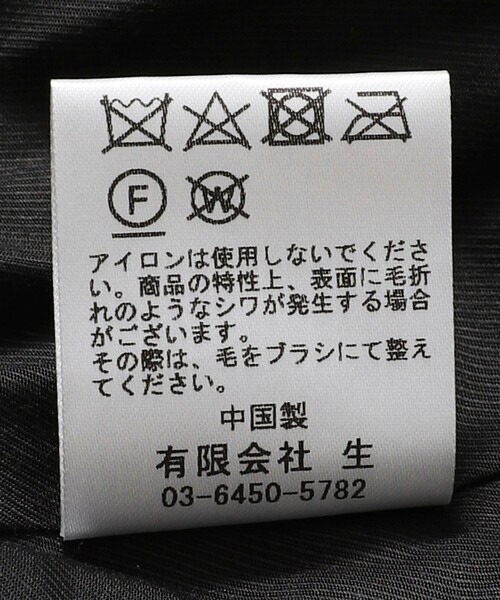 F W
アイロンは使用しないでくださ
い。商品の特性上、表面に毛折
れのようなシワが発生する場合
がございます。
その際は、毛をブラシにて整え
てください。
中国製
有限会社 生
03-6450-5782